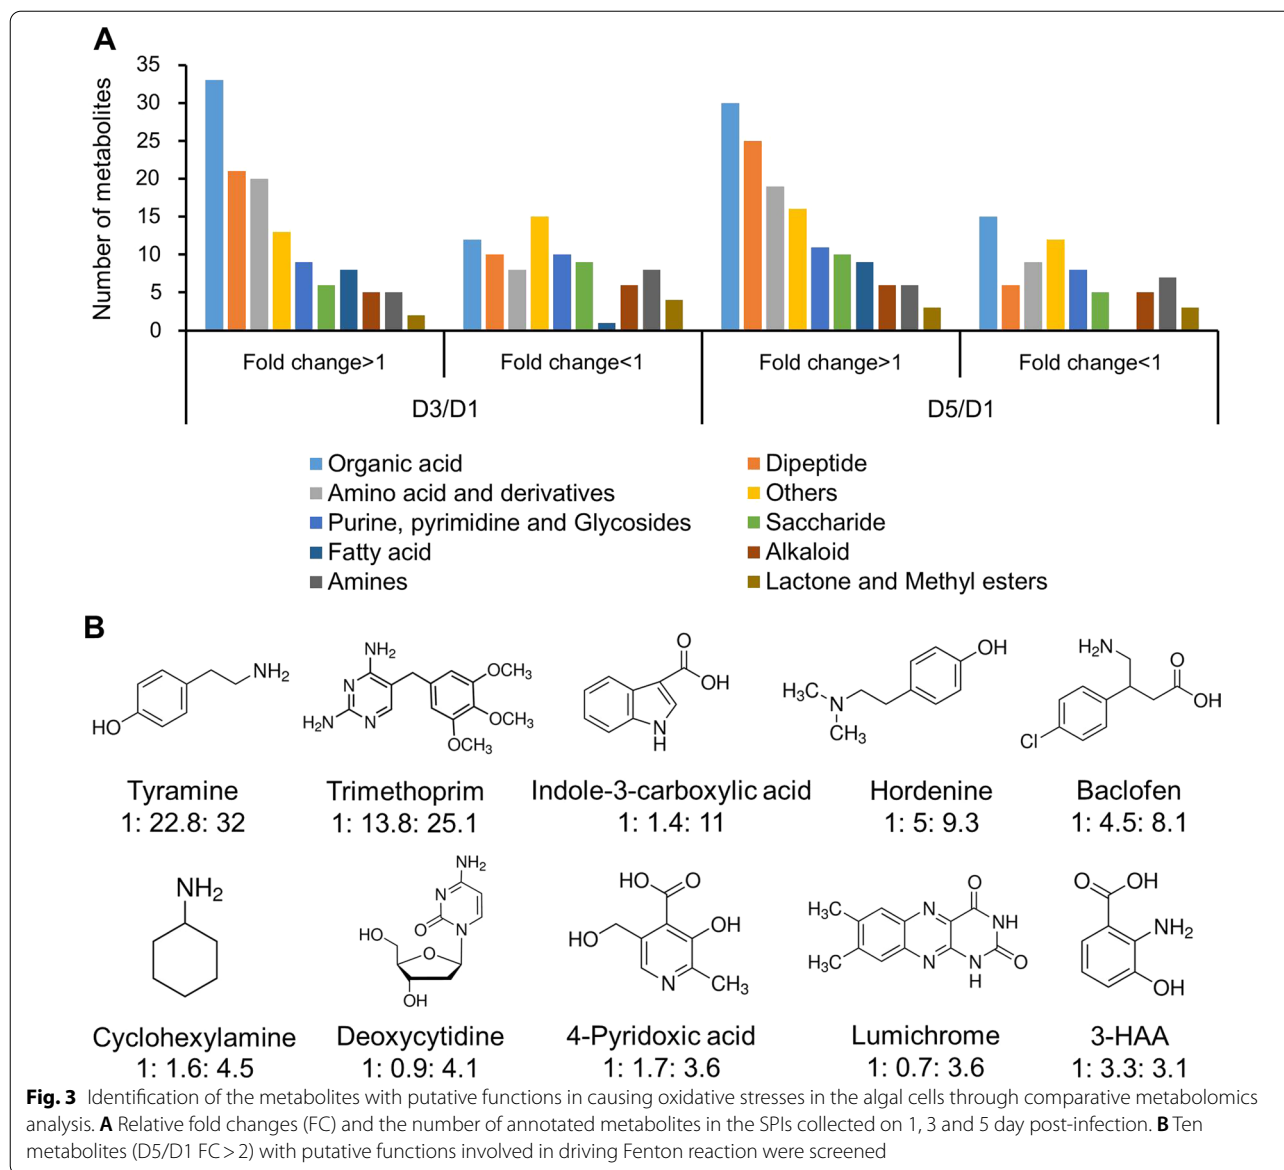 A
Number of metabolites
35
30
25
20
15
10
5
0
Fold change>1
Fold change<1
Fold change>1
Fold change<1
D3/D1
D5/D1
Organic acid
Dipeptide
Amino acid and derivatives
Others
Purine, pyrimidine and Glycosides
Saccharide
Fatty acid
Alkaloid
Amines
Lactone and Methyl esters
B
NH₂
HO
NH₂
N
H₂N
N
OCH₃
OCH₃
OCH₃
O
OH
N
H
OH
H₃C
N
CH₃
H₂N
O
OH
Cl
Tyramine
1: 22.8: 32
Trimethoprim
1: 13.8: 25.1
Indole-3-carboxylic acid
1: 1.4: 11
Hordenine
1: 5: 9.3
Baclofen
1: 4.5: 8.1
NH₂
NH₂
N
O
N
HO
O
OH
HO
O
HO
OH
N
CH₃
O
H₃C
N
NH
H₃C
N
N
H
O
O
OH
NH₂
OH
Cyclohexylamine
1: 1.6: 4.5
Deoxycytidine
1: 0.9: 4.1
4-Pyridoxic acid
1: 1.7: 3.6
Lumichrome
1: 0.7: 3.6
3-HAA
1: 3.3: 3.1
Fig. 3 Identification of the metabolites with putative functions in causing oxidative stresses in the algal cells through comparative metabolomics
analysis. A Relative fold changes (FC) and the number of annotated metabolites in the SPIs collected on 1, 3 and 5 day post-infection. B Ten
metabolites (D5/D1 FC > 2) with putative functions involved in driving Fenton reaction were screened